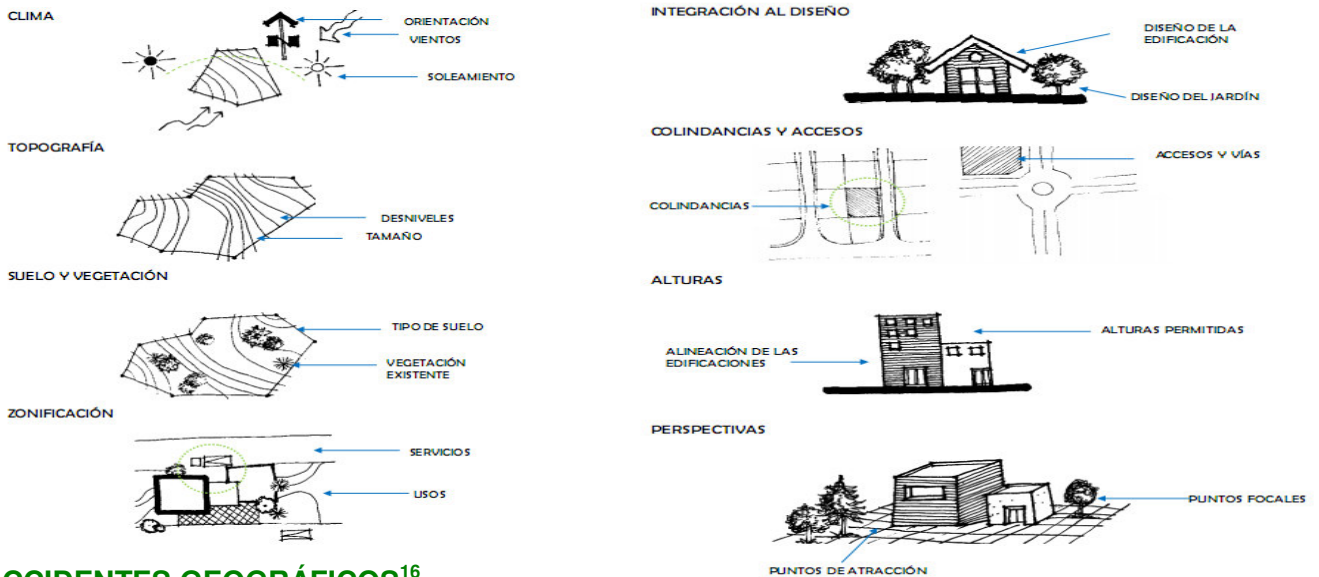 CLIMA
ORIENTACIÓN
VIENTOS
SOLEAMIENTO
TOPOGRAFÍA
DESNIVELES
TAMAÑO
SUELO Y VEGETACIÓN
TIPO DE SUELO
VEGETACIÓN
EXISTENTE
ZONIFICACIÓN
SERVICIOS
USOS
INTEGRACIÓN AL DISEÑO
DISEÑO DE LA
EDIFICACIÓN
DISEÑO DEL JARDÍN
COLINDANCIAS Y ACCESOS
ACCESOS Y VÍAS
COLINDANCIAS
ALTURAS
ALTURAS PERMITIDAS
ALINEACIÓN DE LAS
EDIFICACIONES
PERSPECTIVAS
PUNTOS FOCALES
PUNTOS DE ATRACCIÓN
CCIDENTES GEOGRÁFICOS16